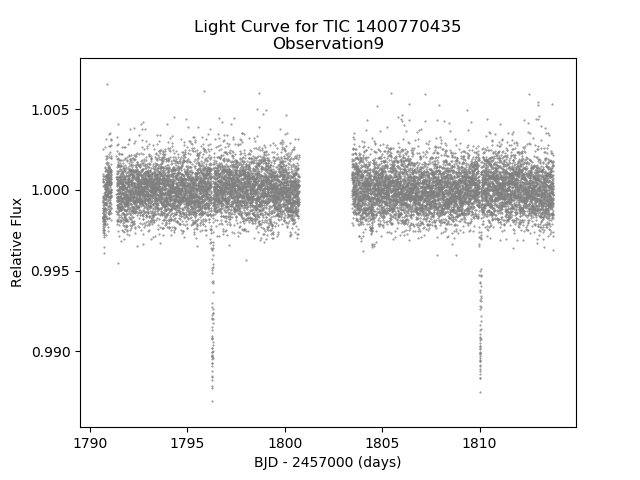 Light Curve for TIC 1400770435
Observation9
1.005
1.000
0.995
0.990
Relative Flux
1790
1795
1800
1805
1810
BJD - 2457000 (days)